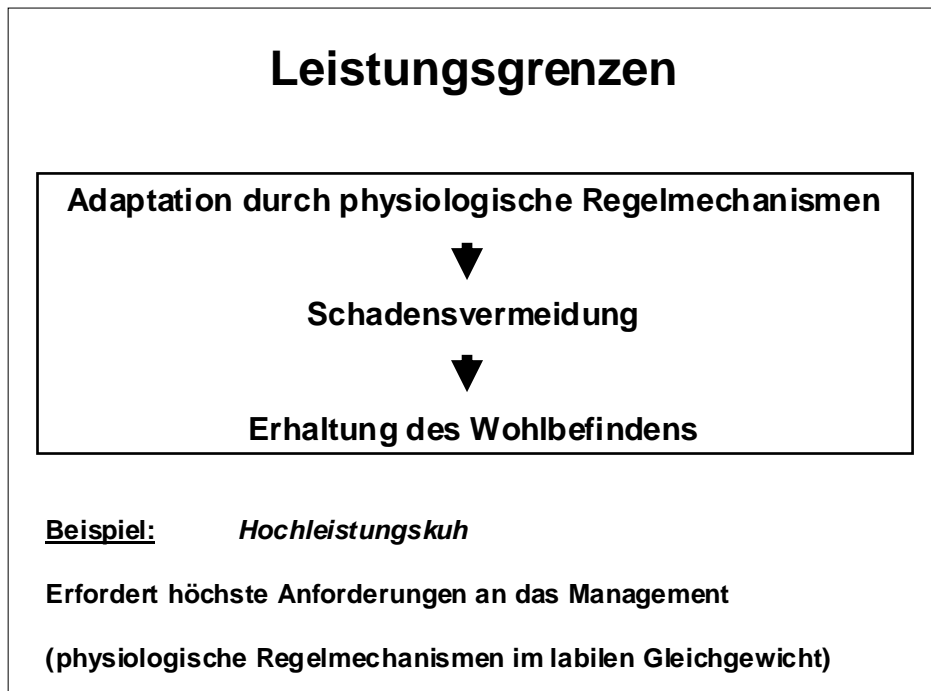 Leistungsgrenzen
Adaptation durch physiologische Regelmechanismen
Schadensvermeidung
Erhaltung des Wohlbefindens
Beispiel: Hochleistungskuh
Erfordert höchste Anforderungen an das Management
(physiologische Regelmechanismen im labilen Gleichgewicht)